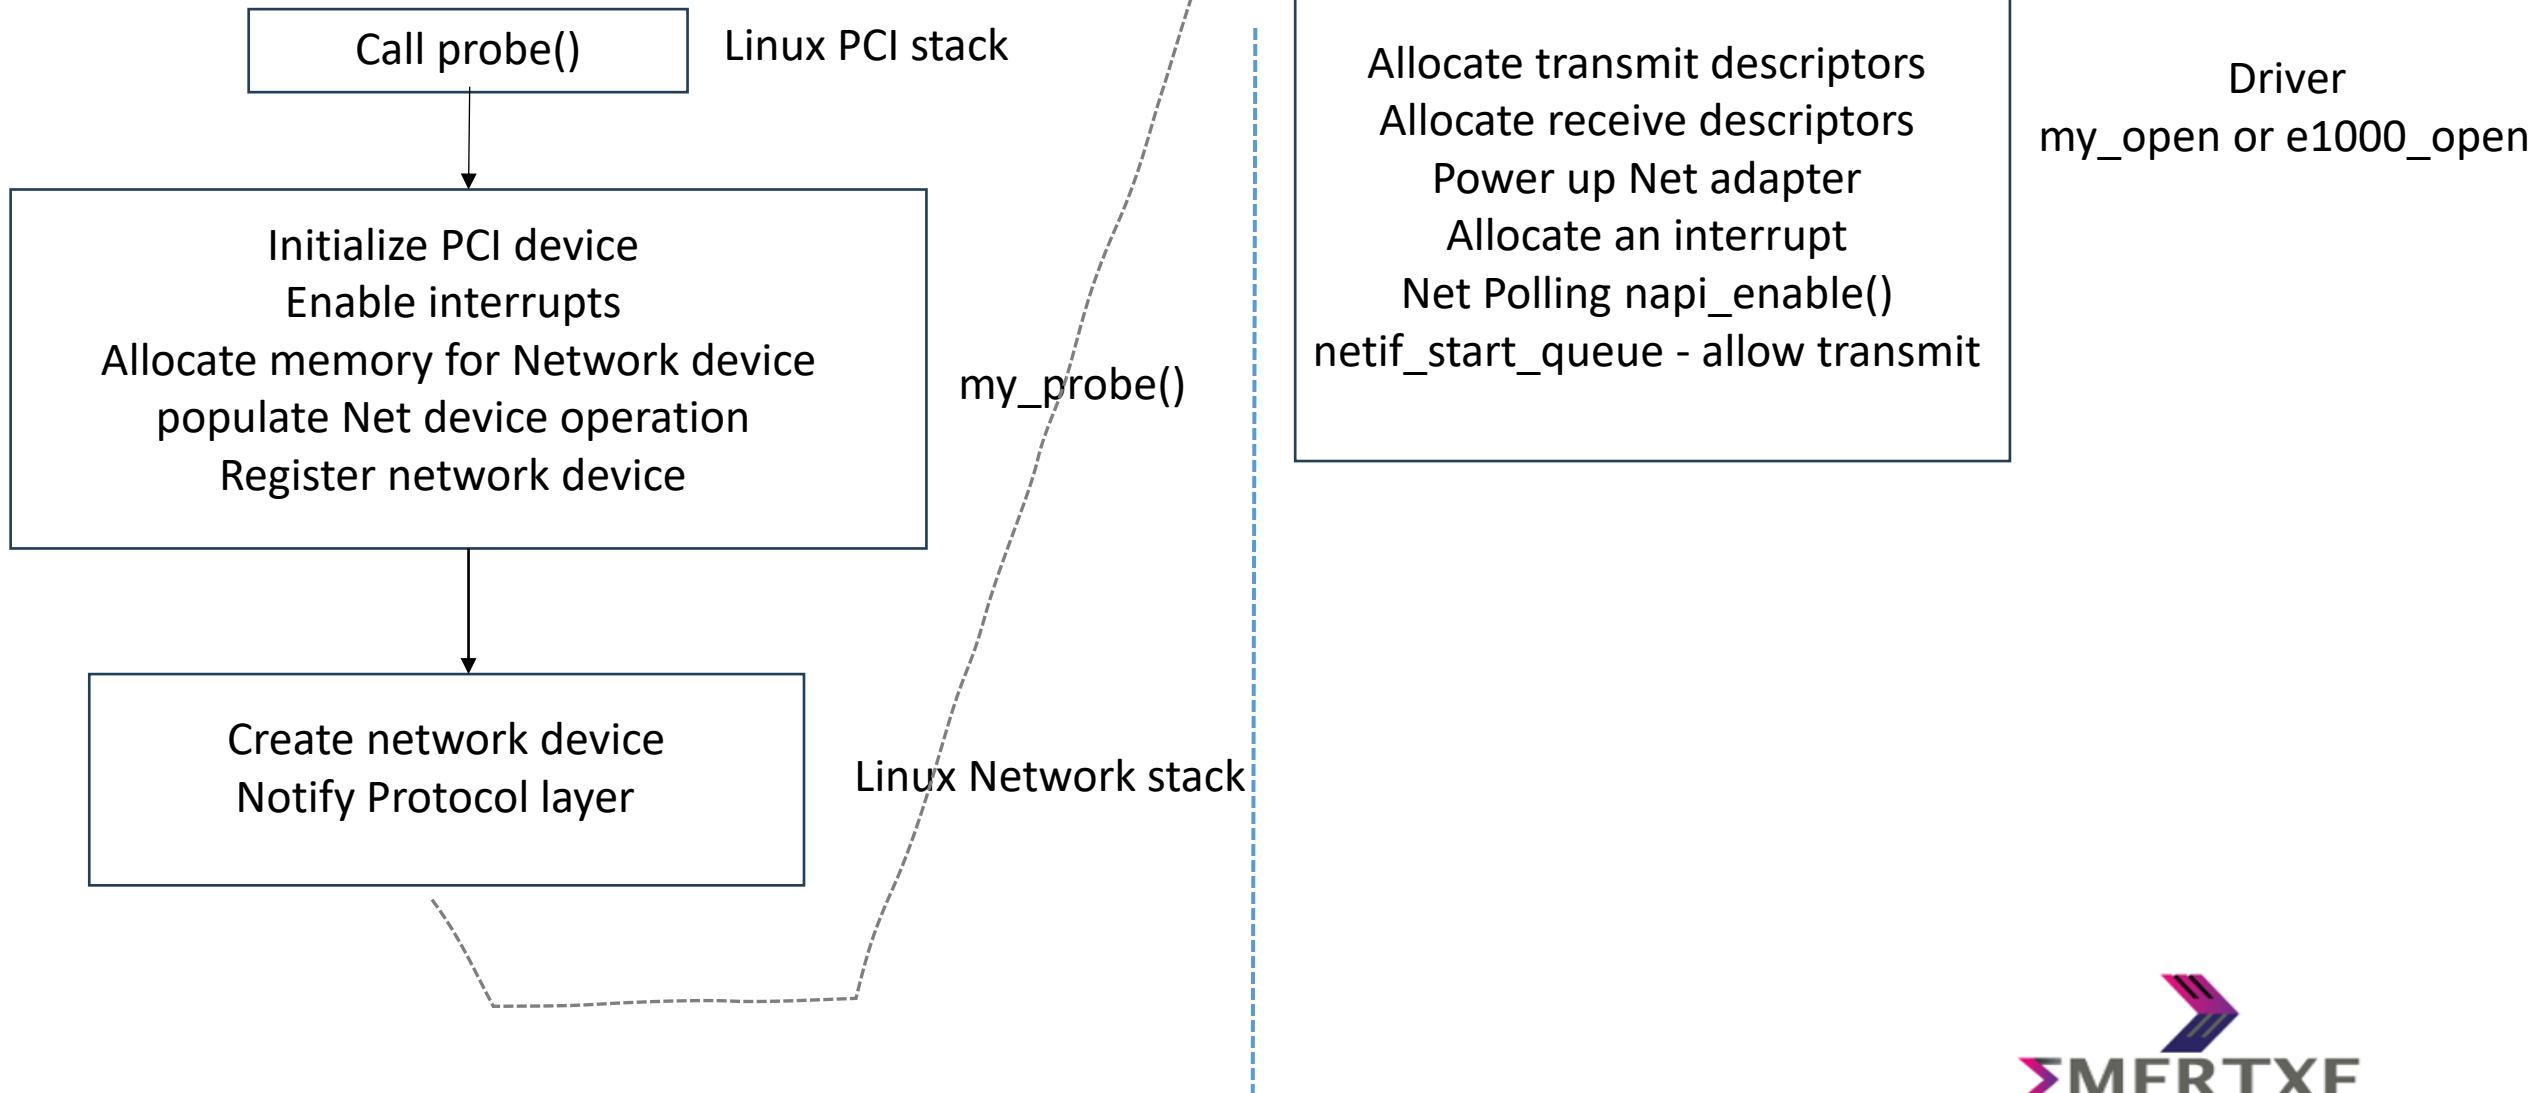 Call probe()
Linux PCI stack
Initialize PCI device
Enable interrupts
Allocate memory for Network device
populate Net device operation
Register network device
my_probe()
Create network device
Notify Protocol layer
Linux Network stack
Allocate transmit descriptors
Allocate receive descriptors
Power up Net adapter
Allocate an interrupt
Net Polling napi_enable()
netif_start_queue - allow transmit
Driver
my_open or e1000_open
ΣMERTXE